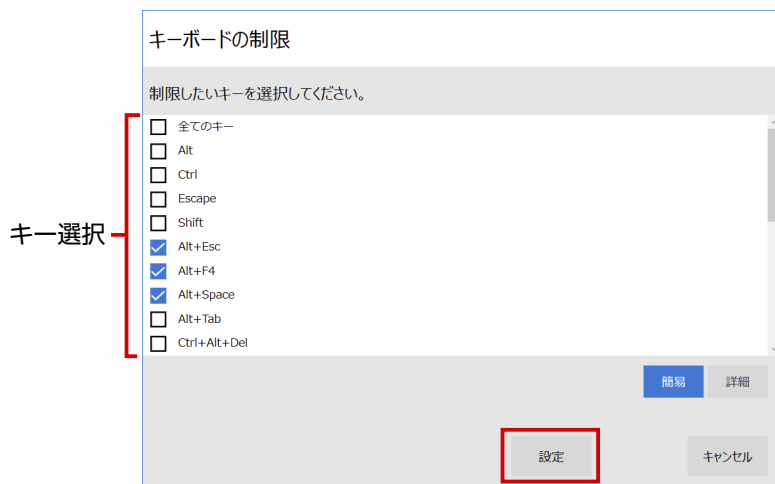 キーボードの制限
制限したいキーを選択してください。
全てのキー
Alt
Ctrl
Escape
Shift
キー選択
Alt+Esc
Alt+F4
Alt+Space
Alt+Tab
Ctrl+Alt+Del
簡易 詳細
設定 キャンセル